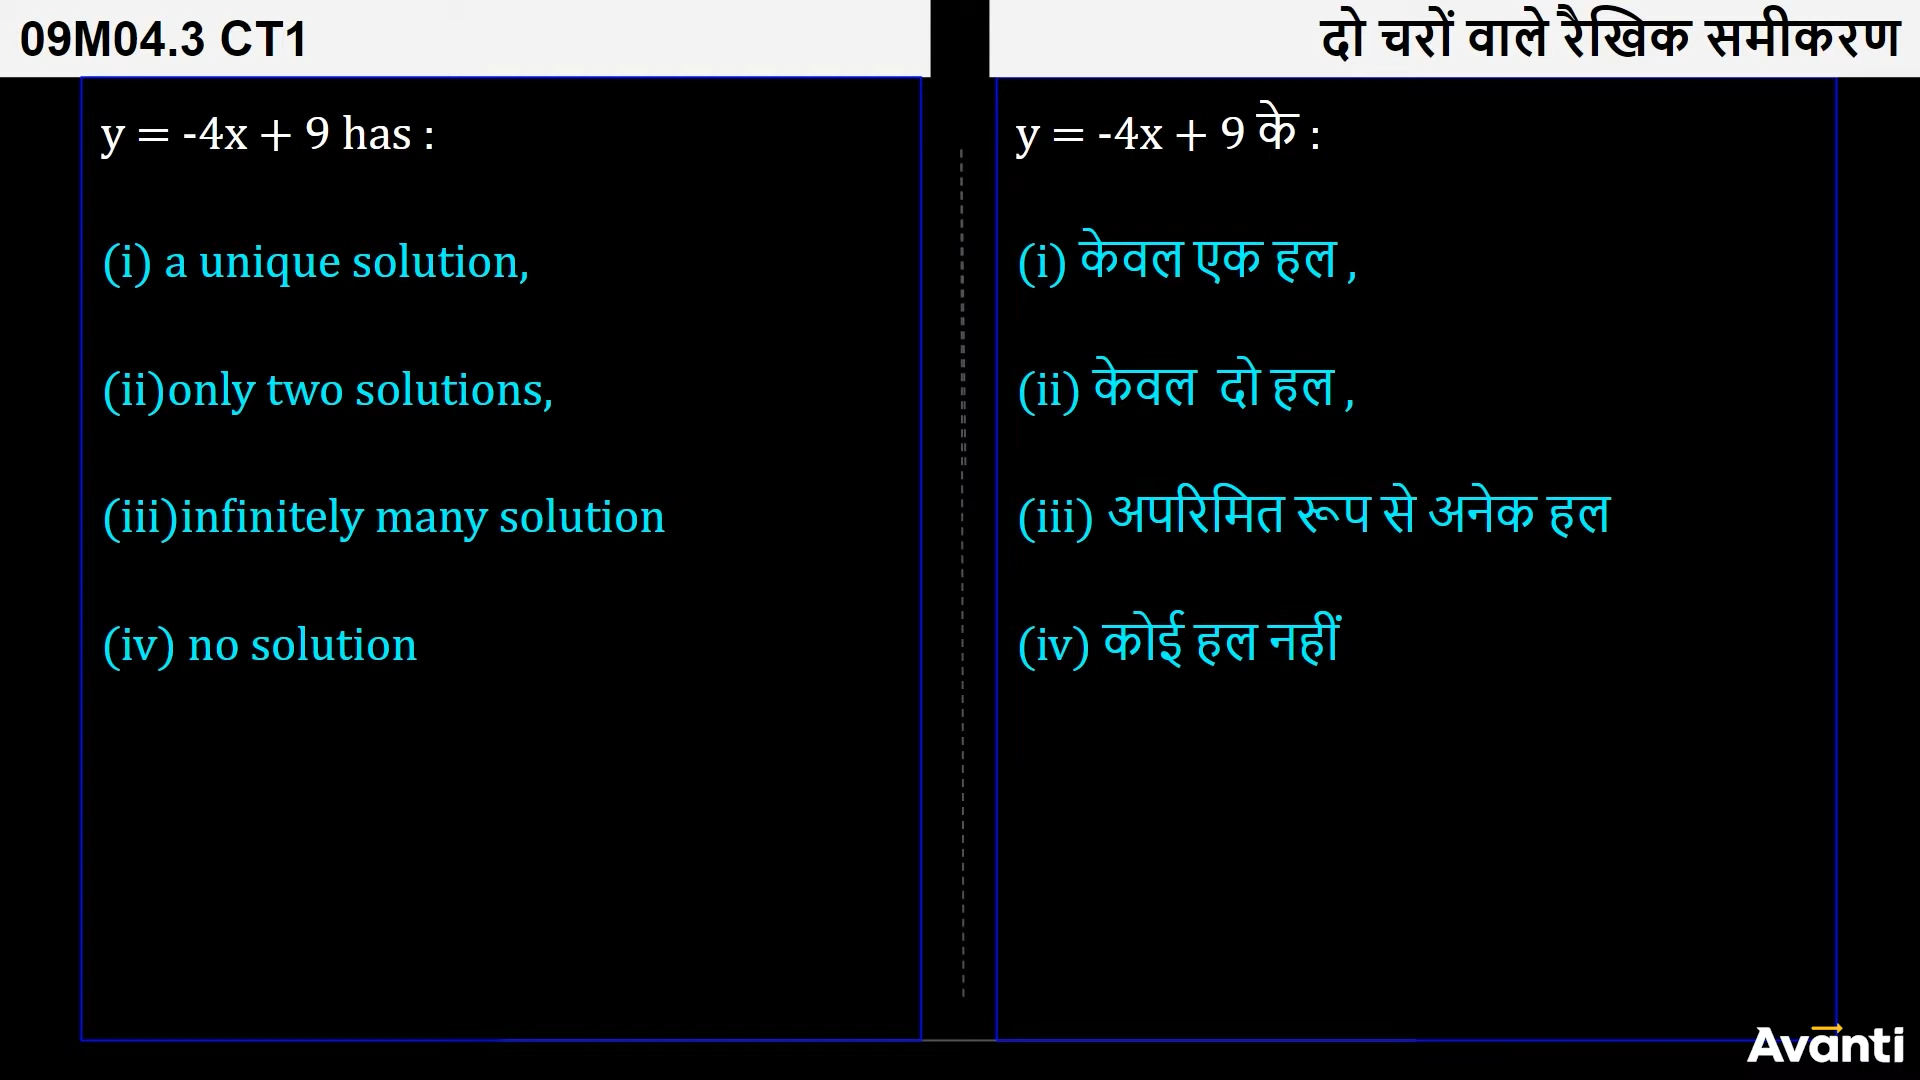 09M04.3 CT1
दो चरों वाले रैखिक समीकरण
y = -4x + 9 has :
(i) a unique solution,
(ii)only two solutions,
(iii)infinitely many solution
(iv) no solution
y = -4x + 9 के :
(i) केवल एक हल ,
(ii) केवल  दो हल ,
(iii) अपरिमित रूप से अनेक हल
(iv) कोई हल नहीं
Avanti